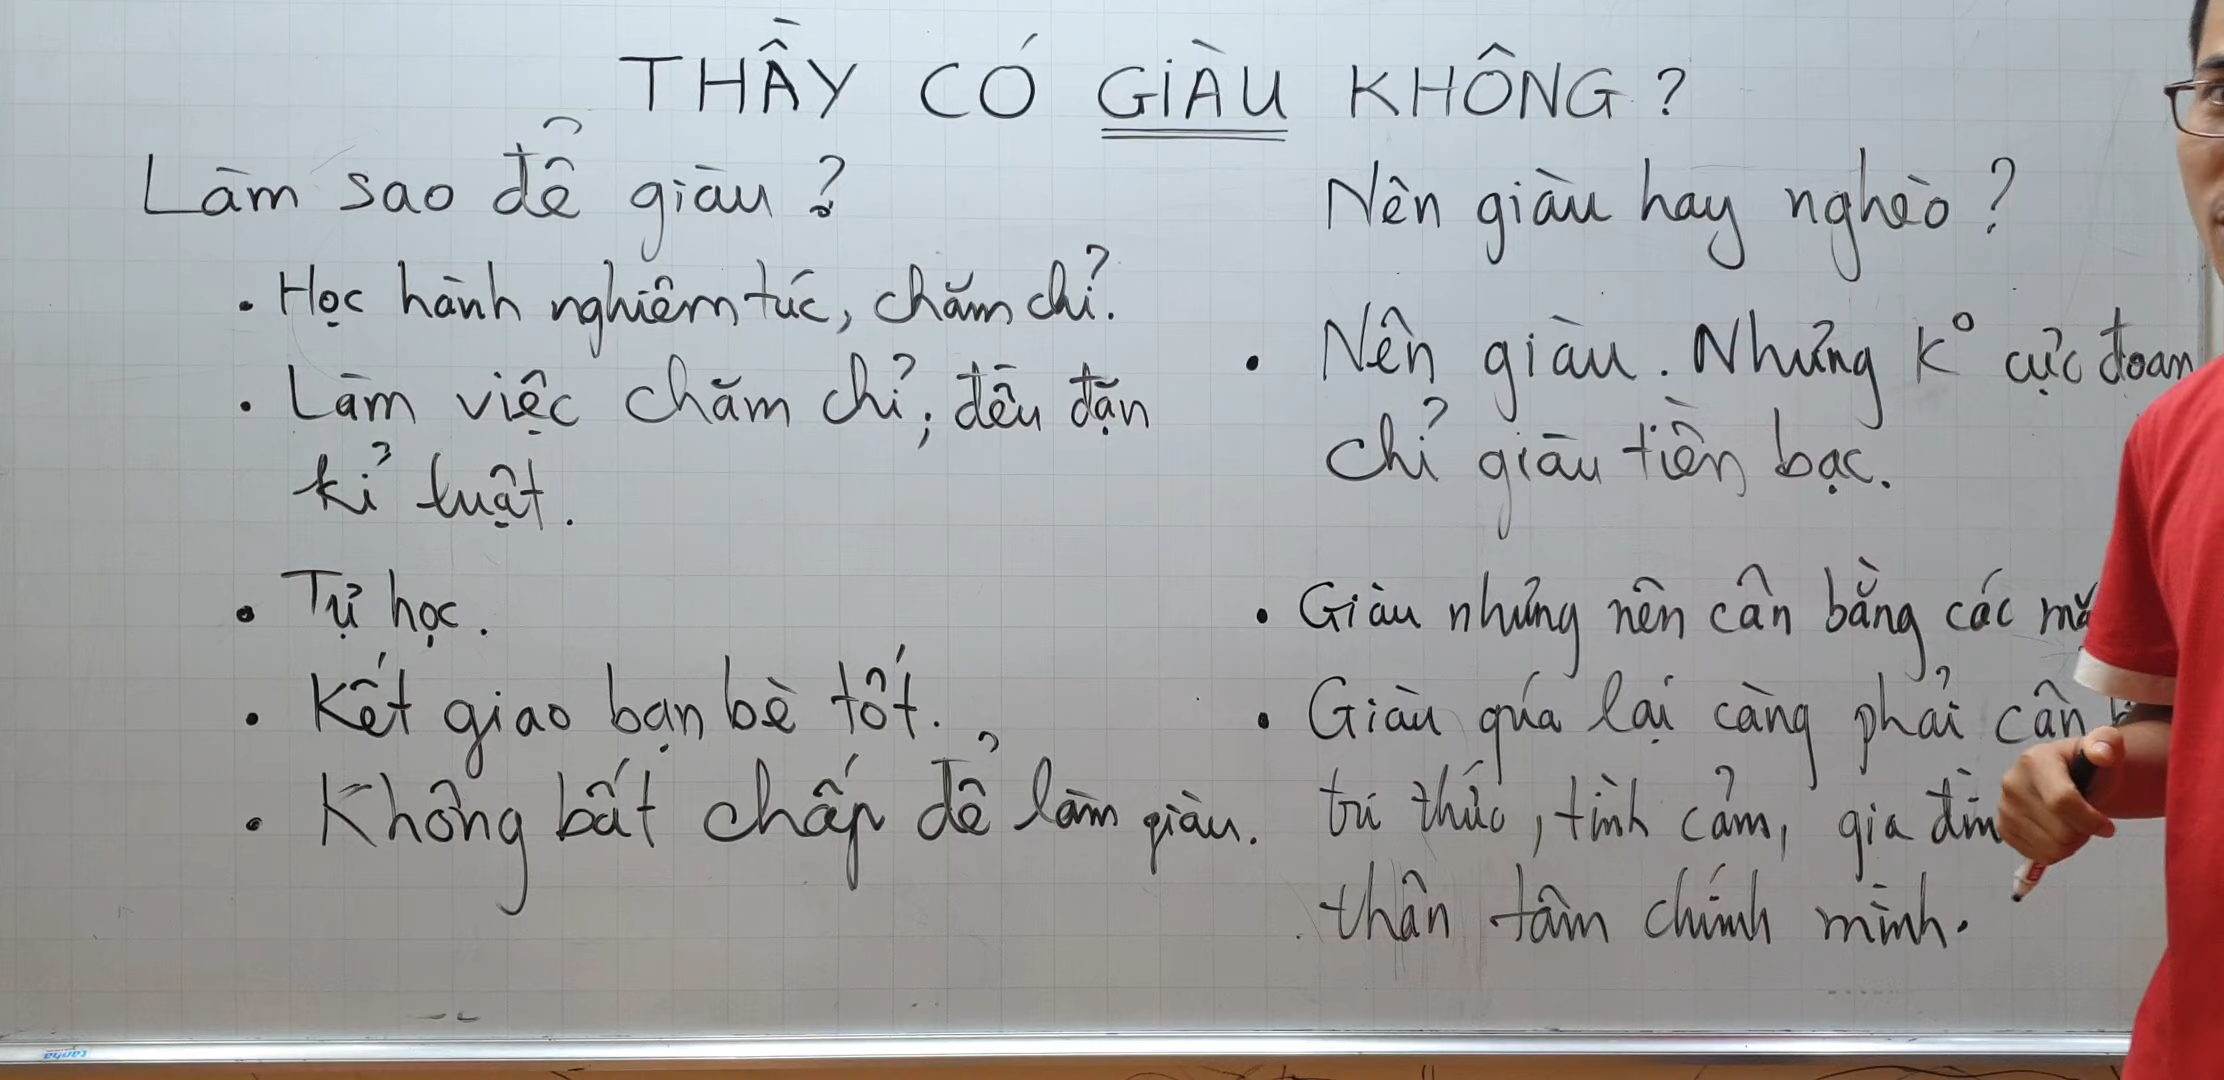 THẦY CÓ GIÀU KHÔNG?
Làm sao để giàu?
• Học hành nghiêm túc, chăm chỉ.
• Làm việc chăm chỉ, đều đặn
kỉ luật.
• Tự học.
• Kết giao bạn bè tốt.
• Không bất chấp để làm giàu.
Nên giàu hay nghèo?
• Nên giàu. Nhưng K° cực đoan
chỉ giàu tiền bạc.
• Giàu nhưng nên cân bằng các
• Giàu qúa lại càng phải cân
tri thức, tình cảm, gia
thân tâm chính mình.